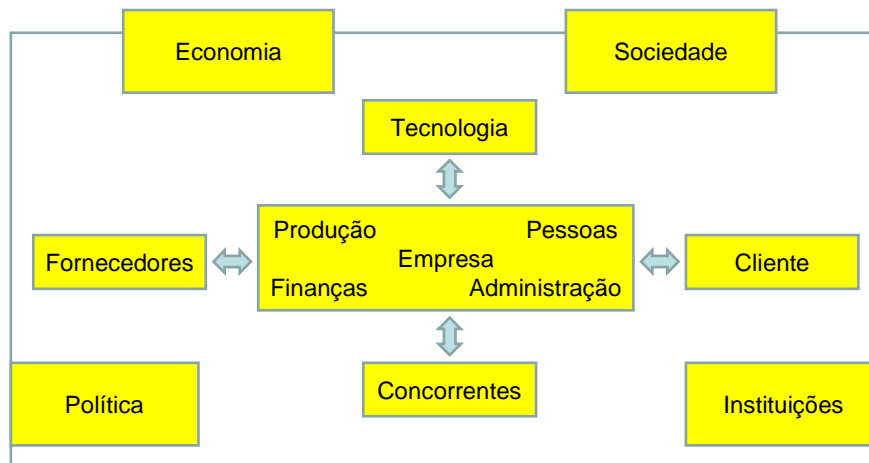 Economia
Sociedade
Tecnologia
Produção Pessoas
Fornecedores Empresa Cliente
Finanças Administração
Política Concorrentes Instituições